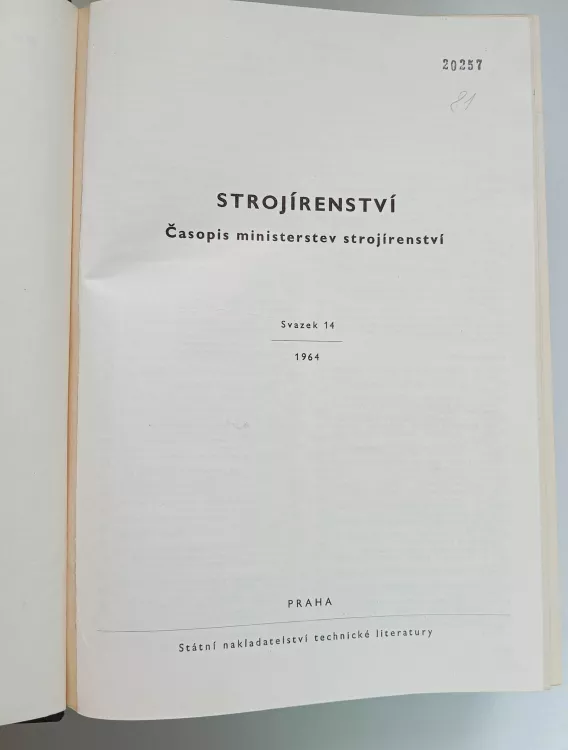 20257
81
STROJÍRENSTVÍ
Časopis ministerstev strojírenství
Svazek 14
1964
PRAHA
Státní nakladatelství technické literatury